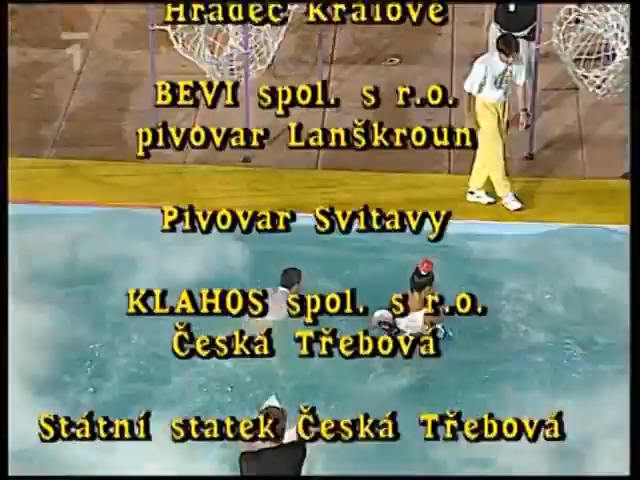 Hradec Králové
BEVI spol. s r.o.
pivovar Lanškroun
Pivovar Svitavy
KLAHOS spol. s r.o.
Česká Třebová
Státní statek Česká Třebová